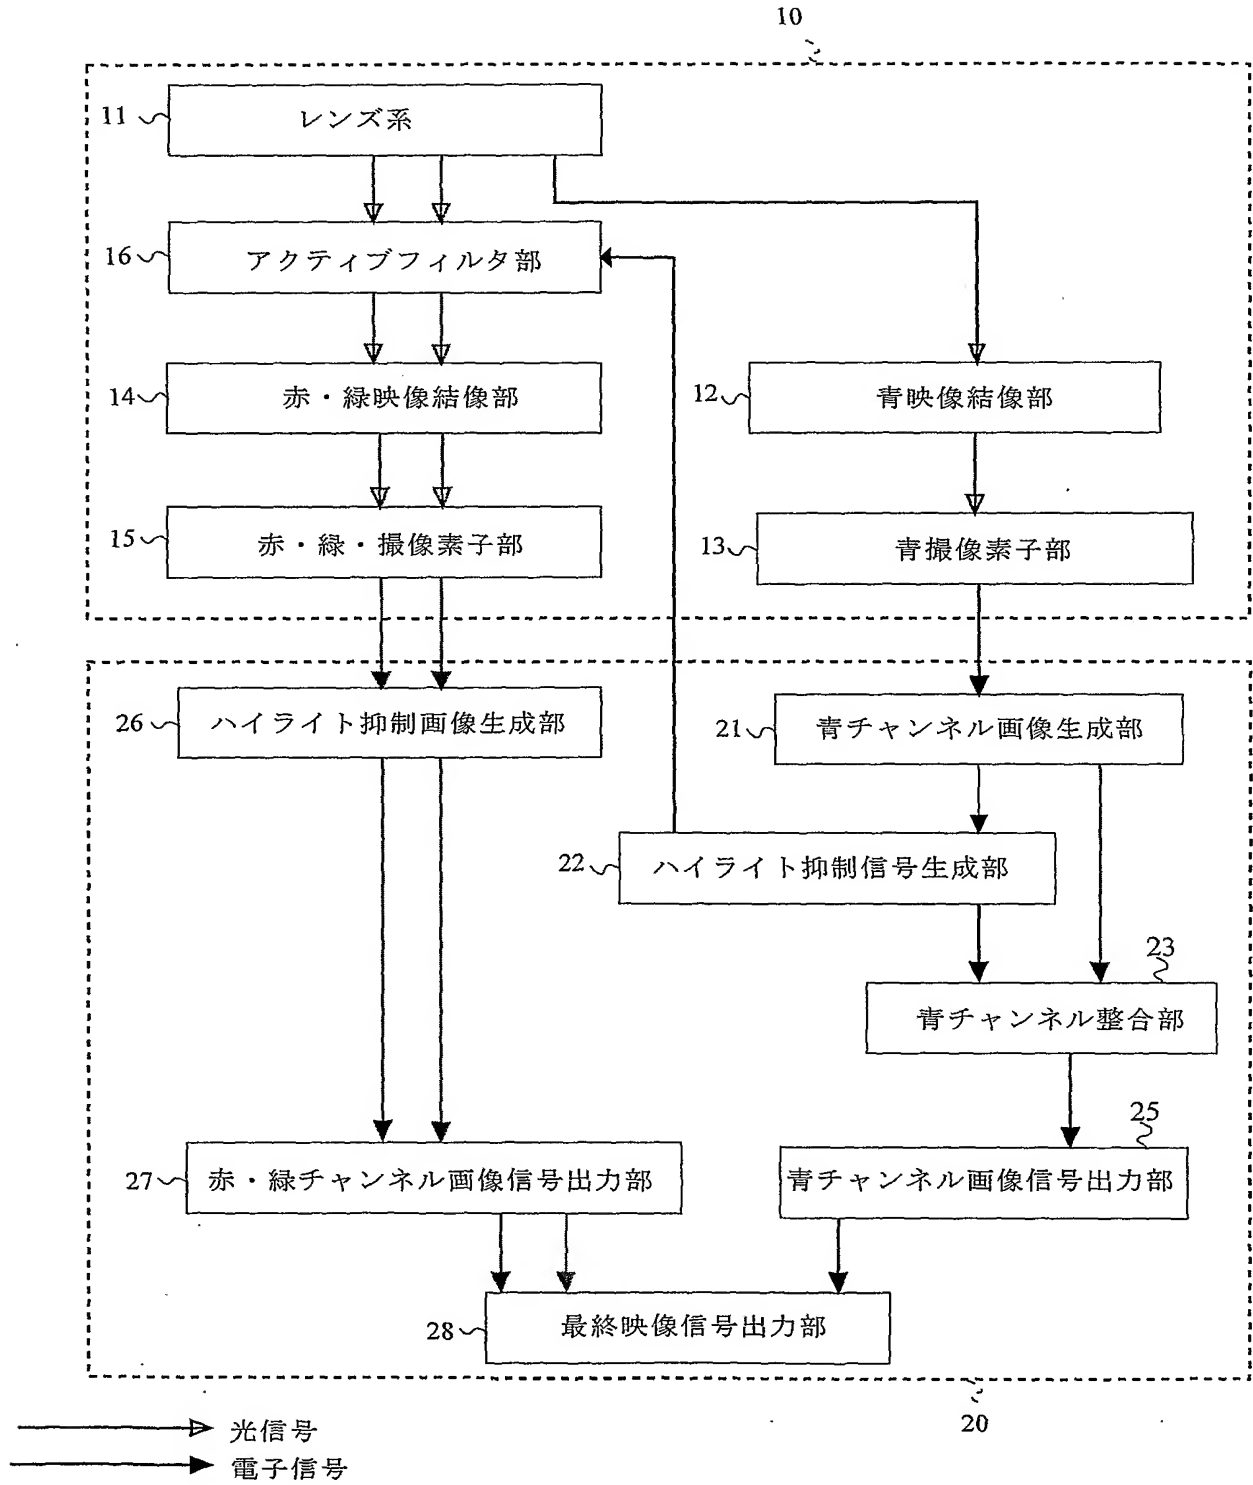 10
11
レンズ系
16
アクティブフィルタ部
14
赤・緑映像結像部
12
青映像結像部
15
赤・緑・撮像素子部
13
青撮像素子部
26
ハイライト抑制画像生成部
21
青チャンネル画像生成部
22
ハイライト抑制信号生成部
23
青チャンネル整合部
25
27
赤・緑チャンネル画像信号出力部
青チャンネル画像信号出力部
28
最終映像信号出力部
20
光信号
電子信号